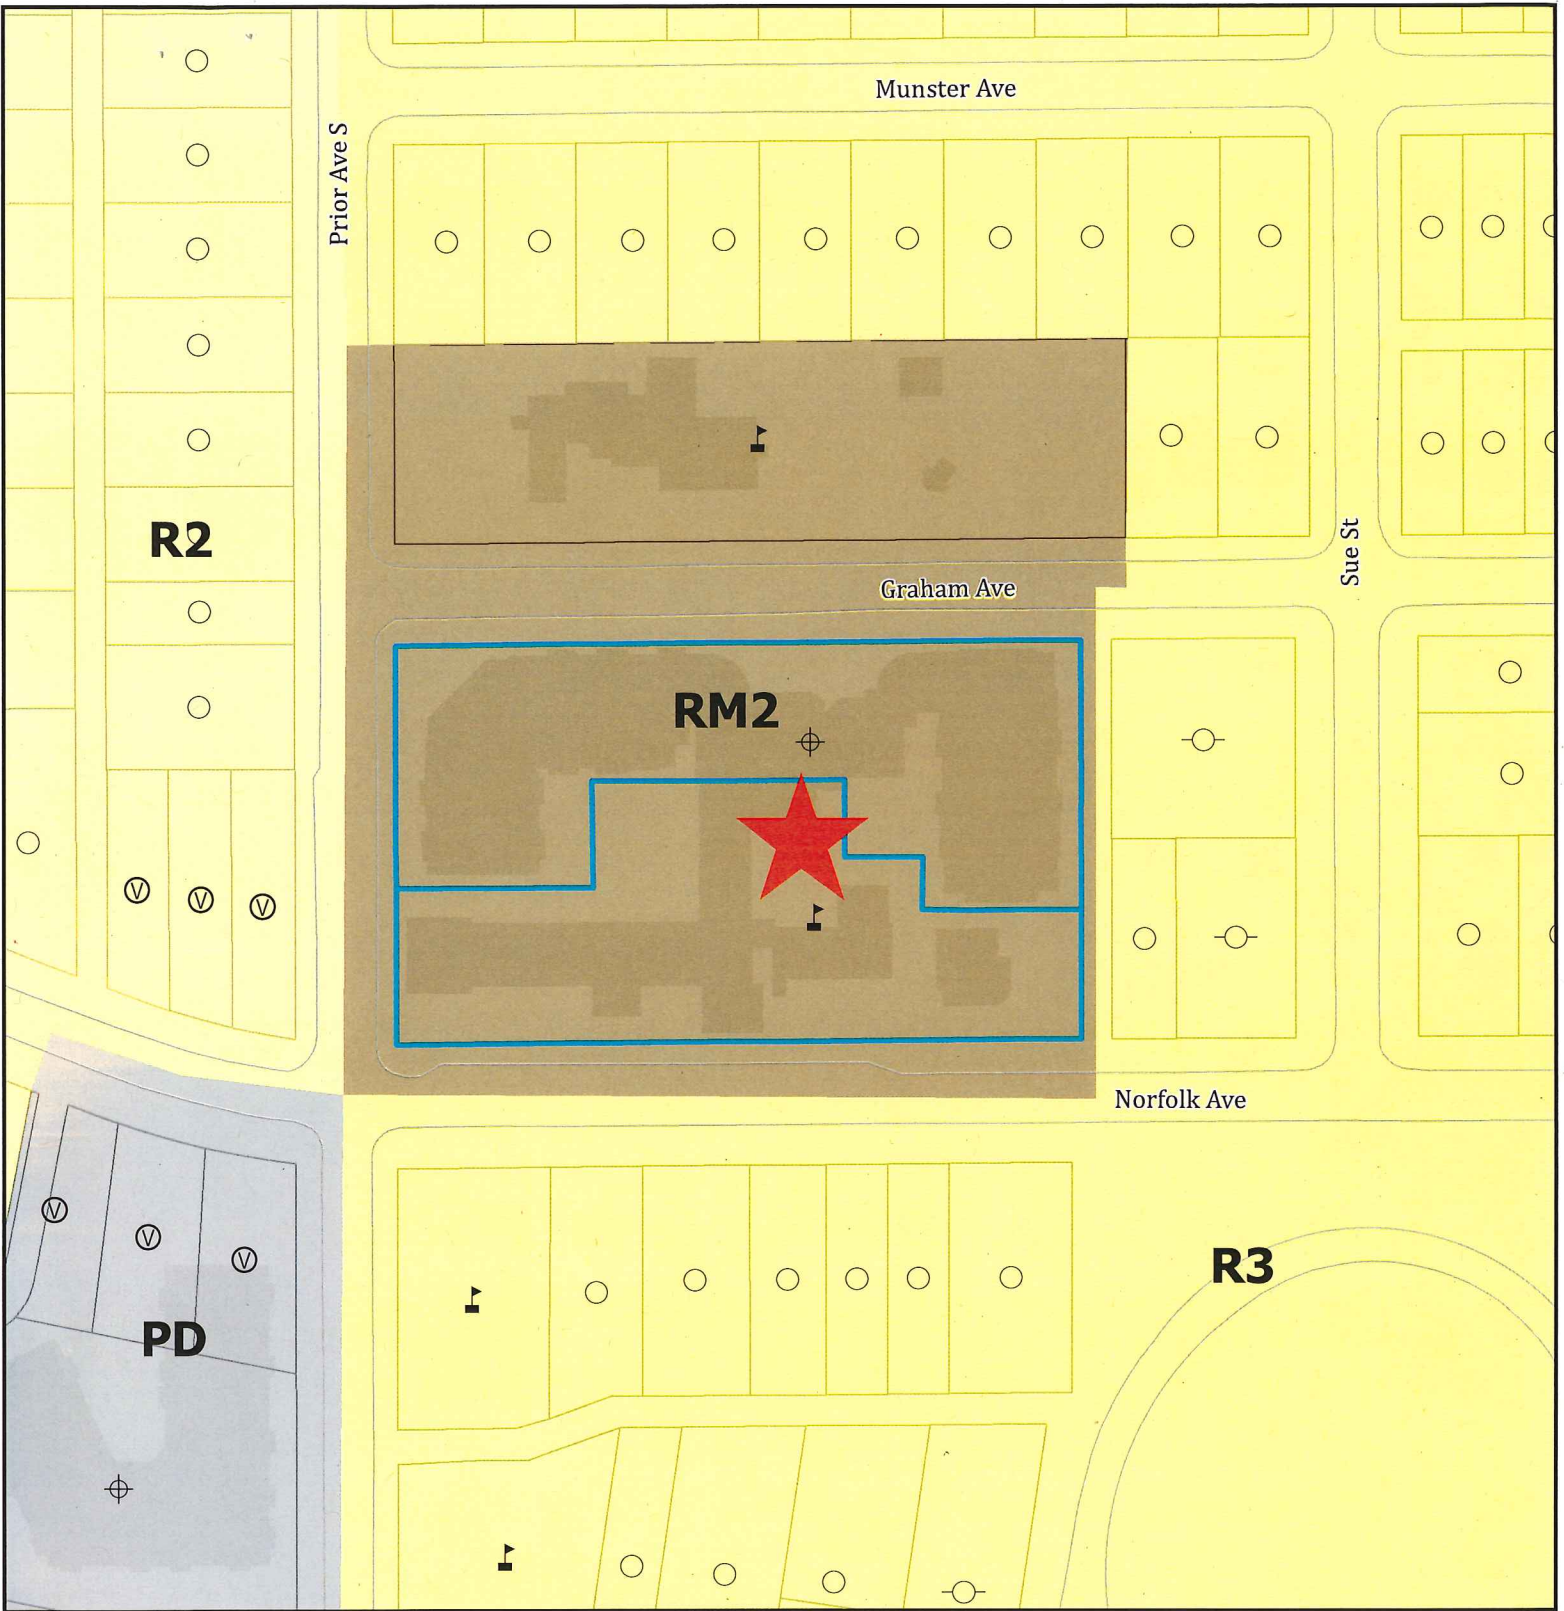 Munster Ave
Prior Ave S
R2
Sue St
Graham Ave
RM2
V
V
V
Norfolk Ave
V
V
V
R3
PD